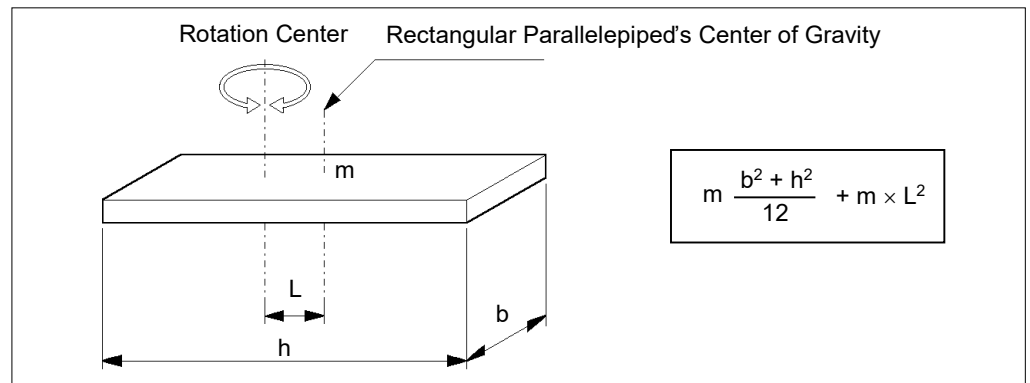 Rotation Center
Rectangular Parallelepiped's Center of Gravity
m
m b² + h² / 12 + m × L²
L
b
h